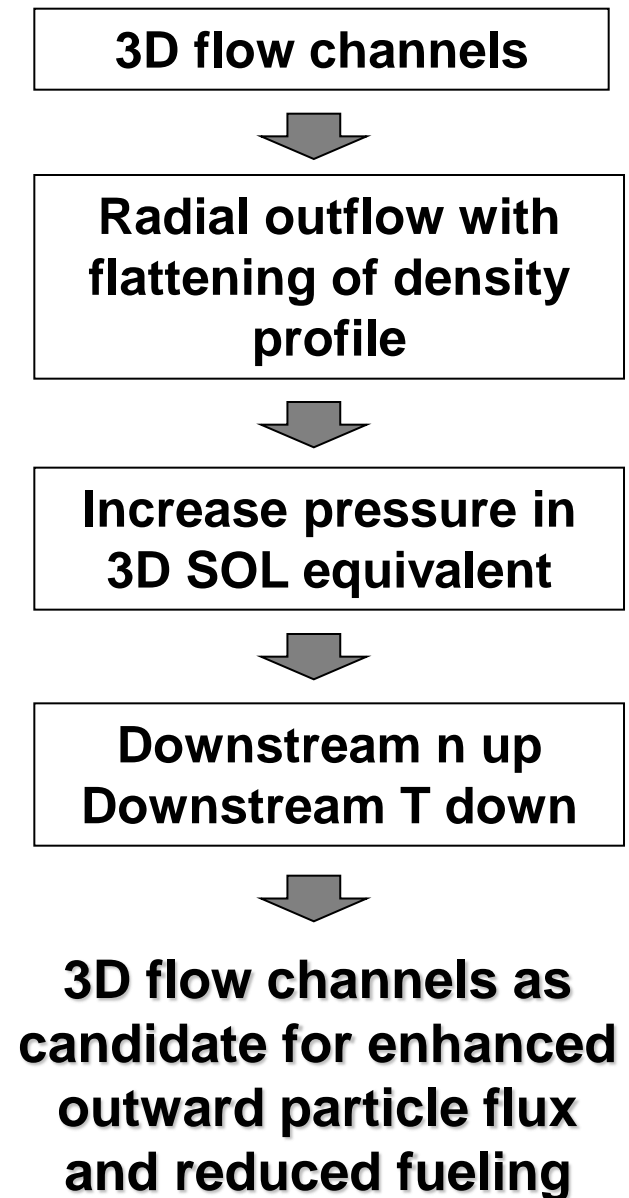 3D flow channels
Radial outflow with
flattening of density
profile
Increase pressure in
3D SOL equivalent
Downstream n up
Downstream T down
3D flow channels as
candidate for enhanced
outward particle flux
and reduced fueling